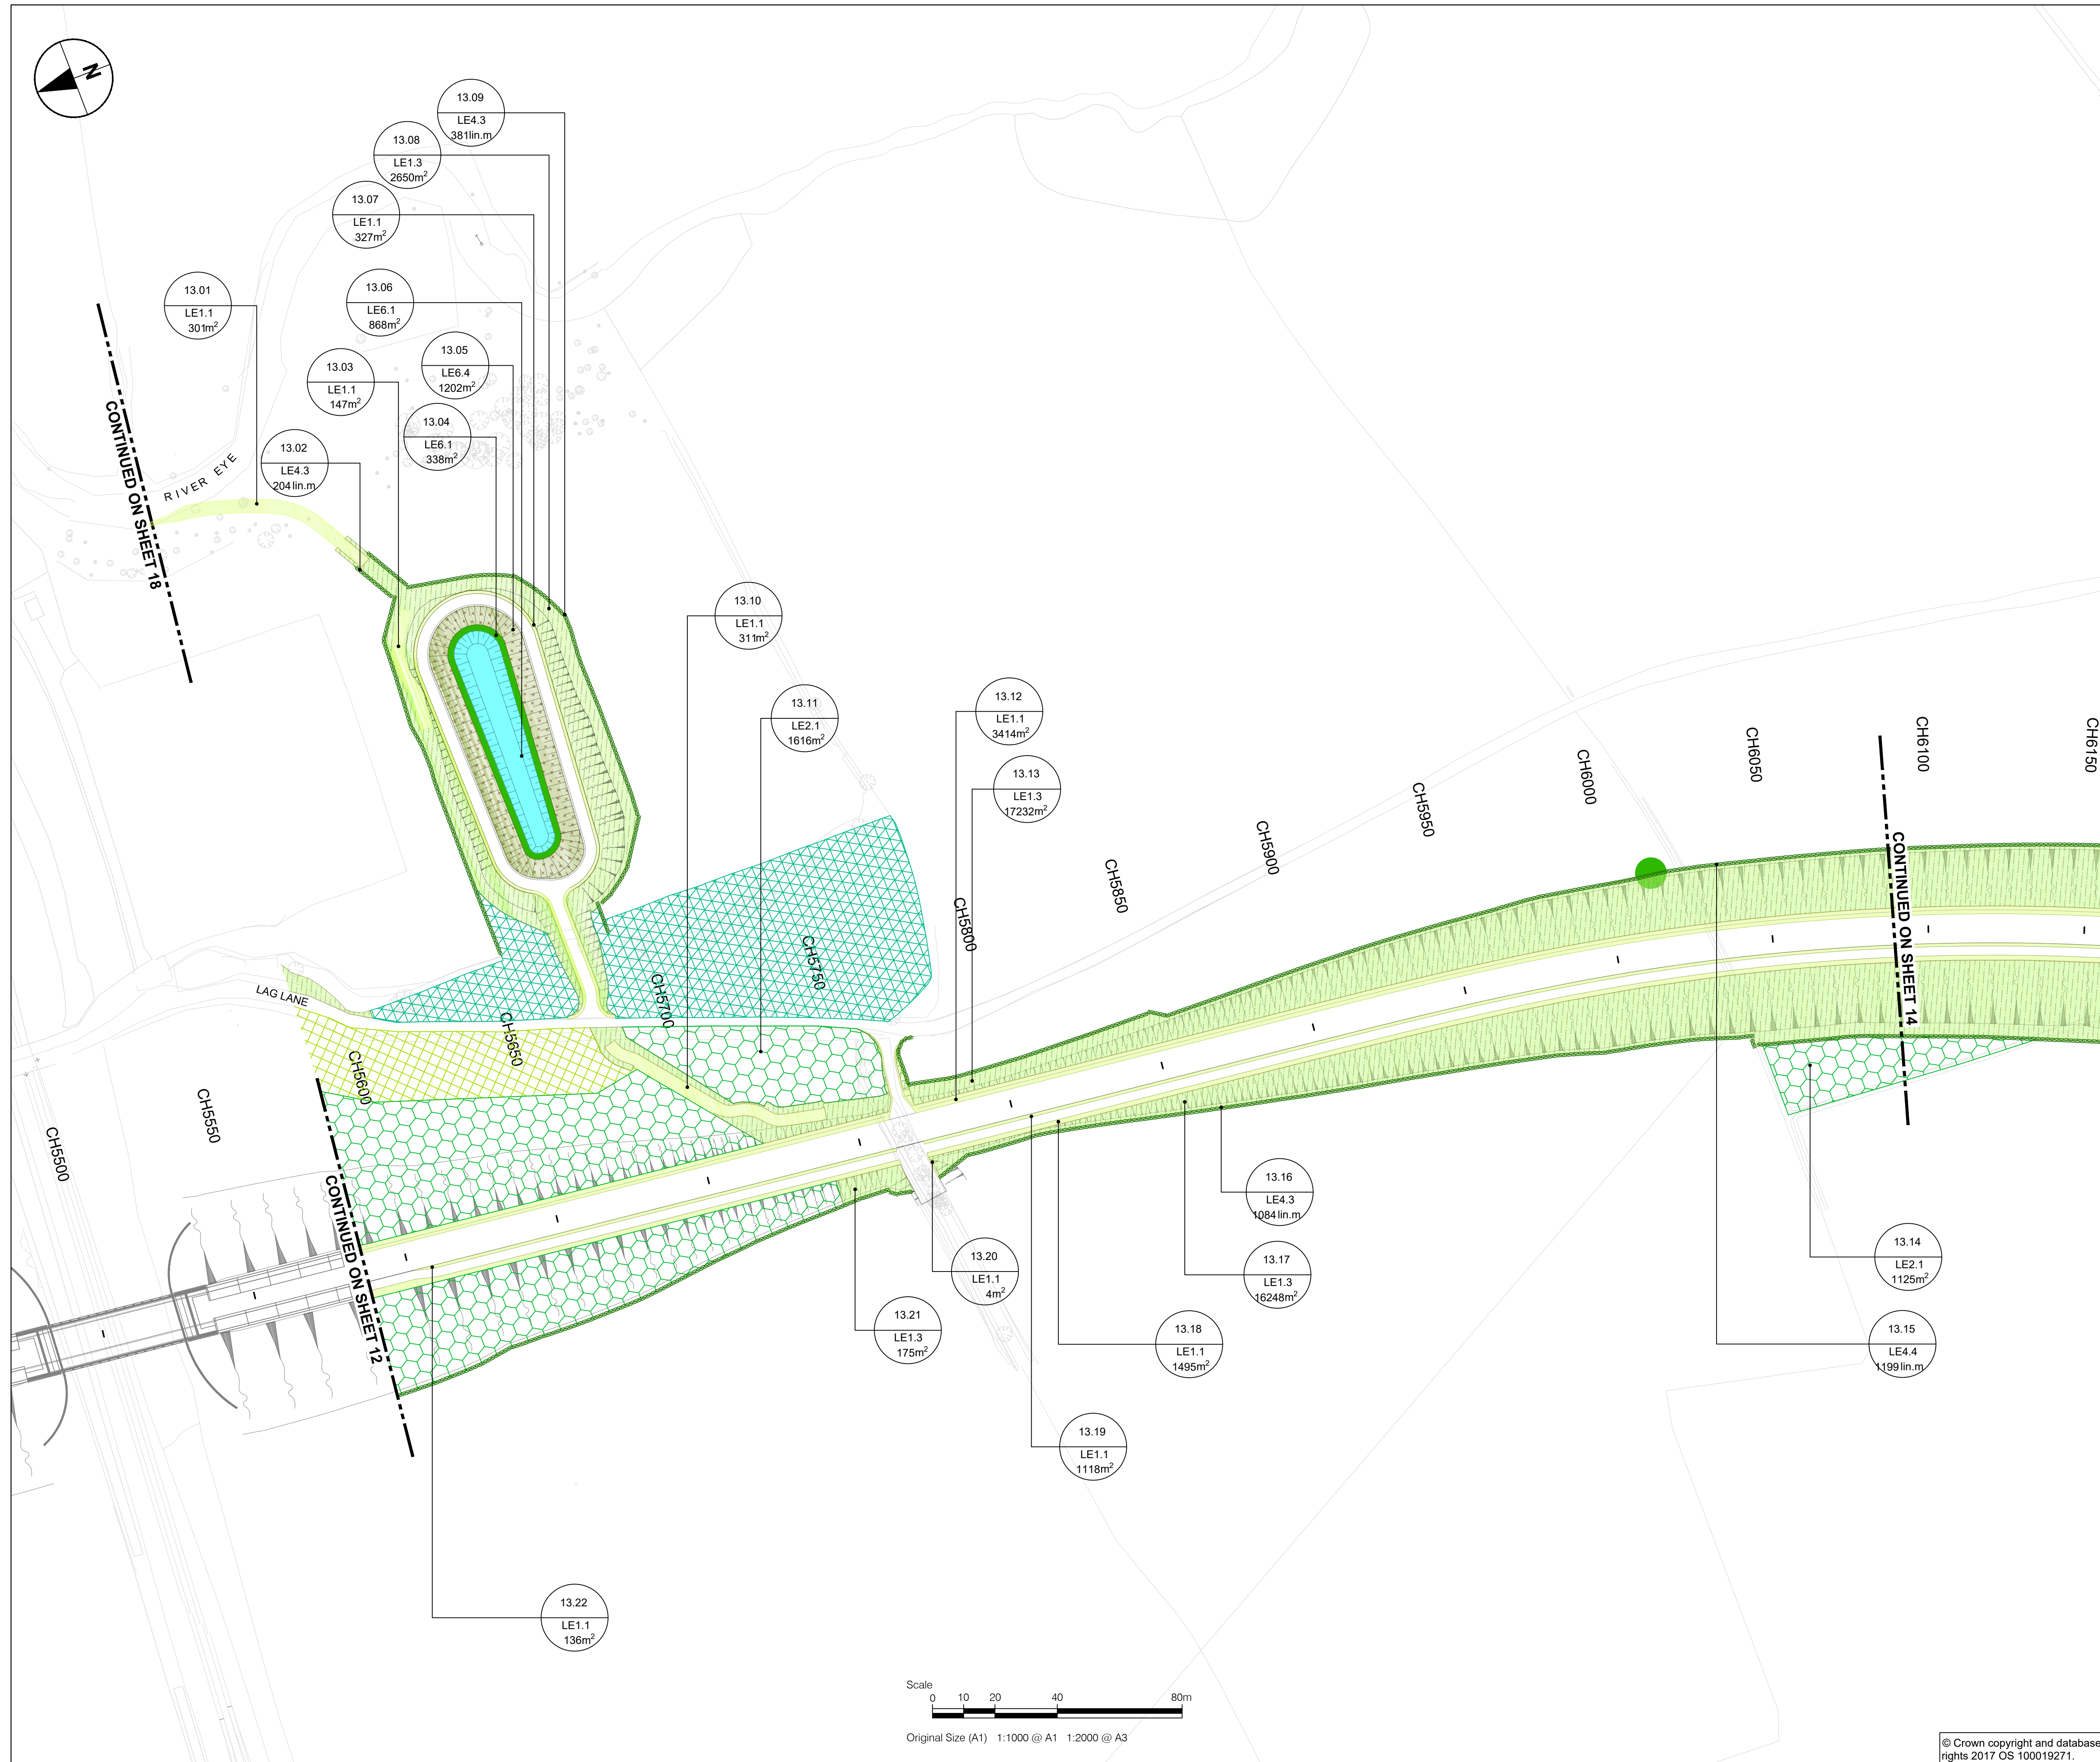 N
13.09
LE4.3
381lin.m
13.08
LE1.3
2650m²
13.07
LE1.1
327m²
13.01
LE1.1
301m²
13.06
LE6.1
868m²
13.03
LE1.1
147m²
13.05
LE6.4
1202m²
13.04
LE6.1
338m²
13.02
LE4.3
204lin.m
CONTINUED ON SHEET 18
RIVER EYE
13.10
LE1.1
311m²
13.11
LE2.1
1616m²
13.12
LE1.1
3414m²
13.13
LE1.3
17232m²
CH5500
CH5550
CH5600
CH5650
CH5700
CH5750
CH5800
CH5850
CH5900
CH5950
CH6000
CH6050
CH6100
CH6150
LAG LANE
CONTINUED ON SHEET 14
CONTINUED ON SHEET 12
13.16
LE4.3
1084lin.m
13.17
LE1.3
16248m²
13.14
LE2.1
1125m²
13.15
LE4.4
1199lin.m
13.20
LE1.1
4m²
13.21
LE1.3
175m²
13.18
LE1.1
1495m²
13.19
LE1.1
1118m²
13.22
LE1.1
136m²
Scale
0 10 20 40 80m
Original Size (A1) 1:1000 @ A1 1:2000 @ A3
© Crown copyright and database
rights 2017 OS 100019271.